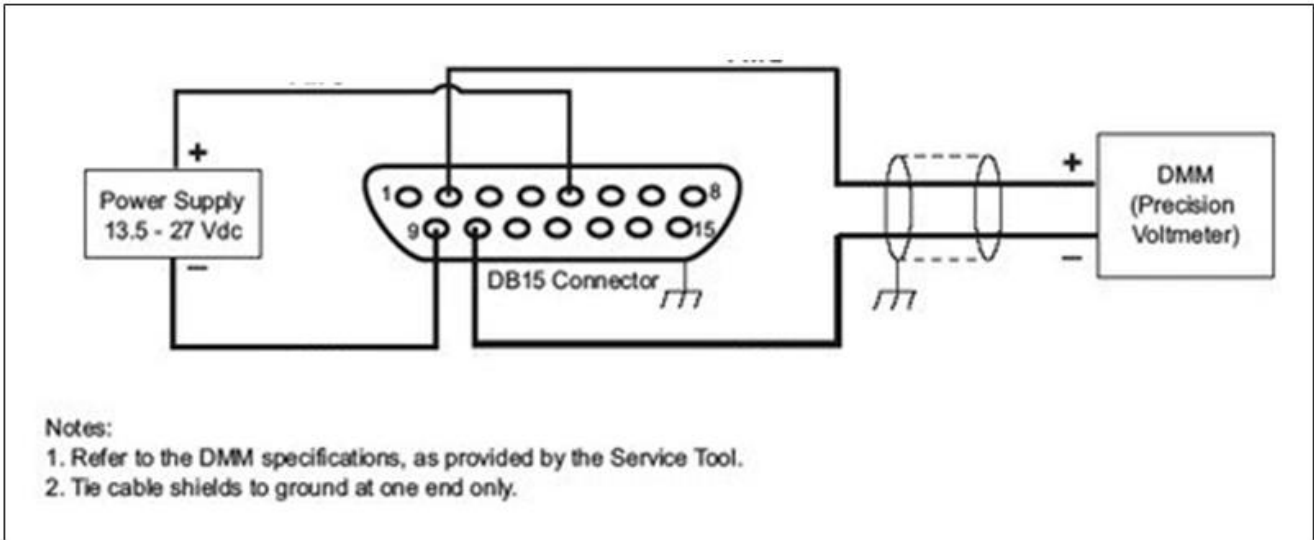 +
Power Supply
13.5 - 27 Vdc
−
1
8
9
15
DB15 Connector
+
DMM
(Precision
Voltmeter)
−
Notes:
1. Refer to the DMM specifications, as provided by the Service Tool.
2. Tie cable shields to ground at one end only.